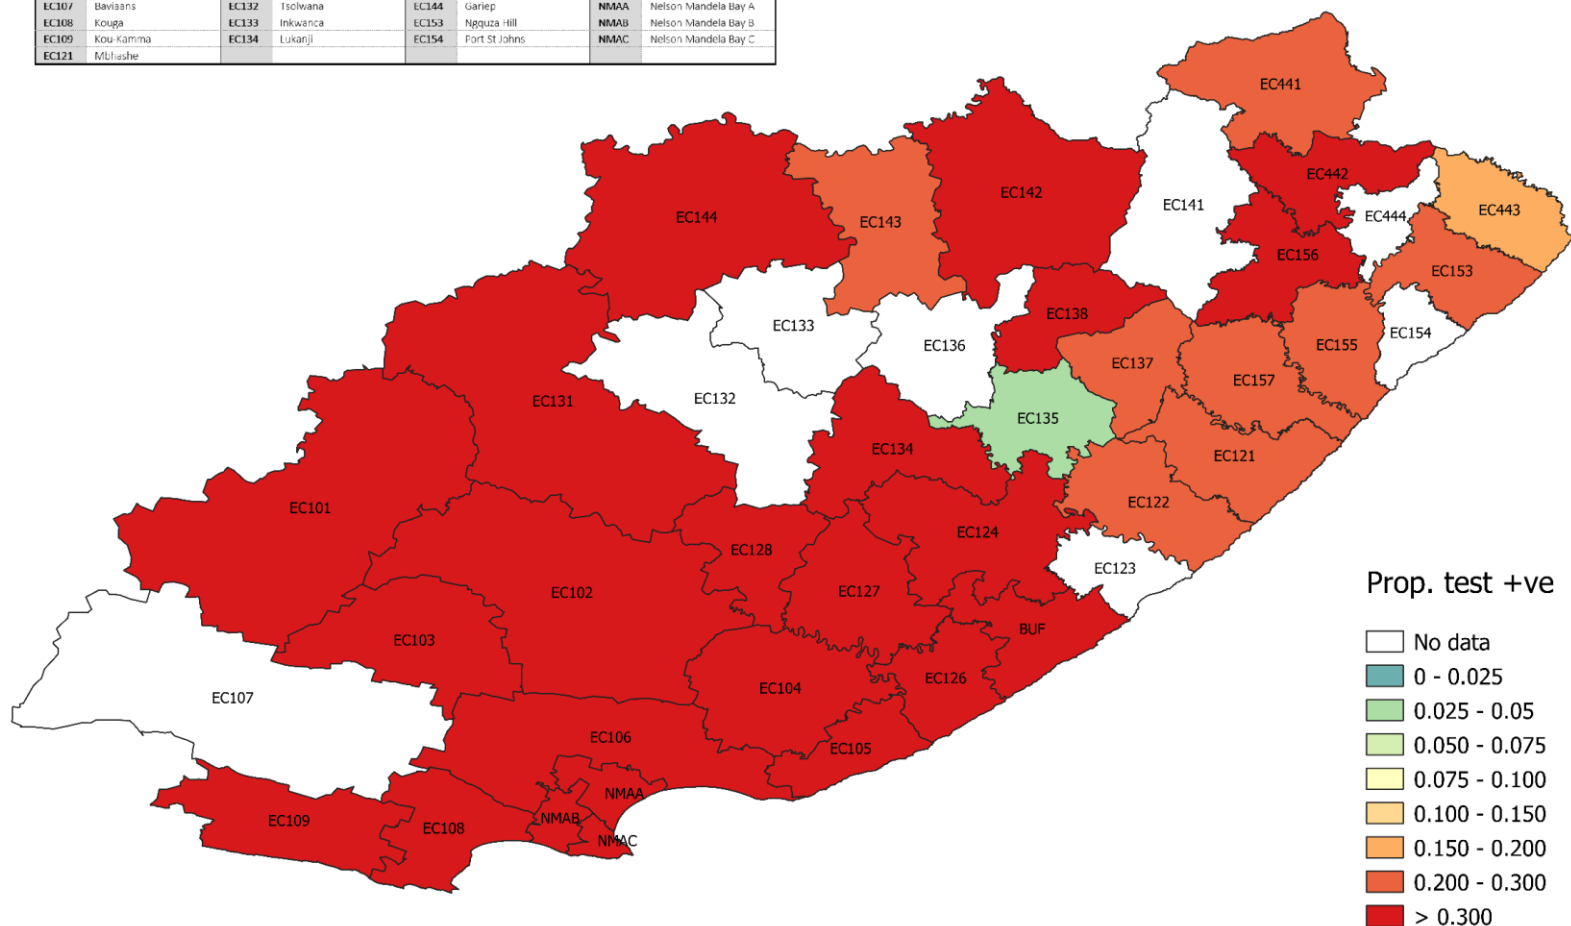 EC107 Baviaans EC132 Tsolwana EC144 Gariep NMAA Nelson Mandela Bay A
EC108 Kouga EC133 Inkwanca EC153 Ngquza Hill NMAB Nelson Mandela Bay B
EC109 Kou-Kamma EC134 Lukanji EC154 Port St Johns NMAC Nelson Mandela Bay C
EC121 Mbhashe
EC441
EC442
EC142
EC141
EC443
EC444
EC144
EC143
EC156
EC153
EC138
EC133
EC154
EC136
EC155
EC137
EC157
EC132
EC131
EC135
EC134
EC121
EC122
EC101
EC124
EC128
EC123
EC102
EC127
BUF
EC103
EC126
EC104
EC107
EC106
EC105
NMAA
NMAB
EC109
EC108
NMAC
Prop. test +ve
No data
0 - 0.025
0.025 - 0.05
0.050 - 0.075
0.075 - 0.100
0.100 - 0.150
0.150 - 0.200
0.200 - 0.300
> 0.300